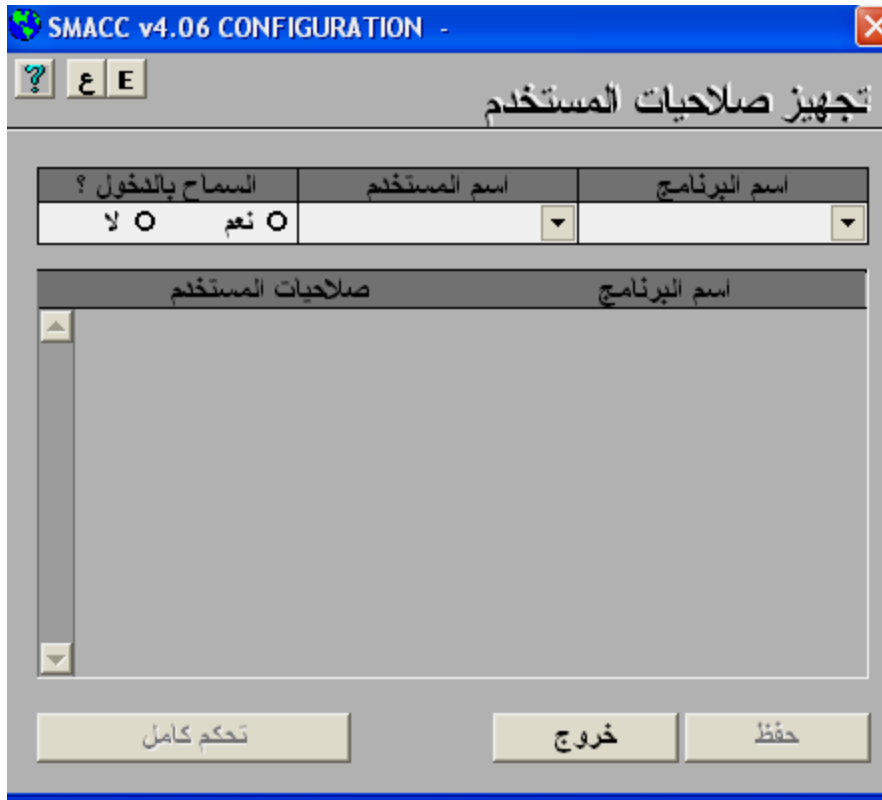 SMACC v4.06 CONFIGURATION -
? ع E
تجهيز صلاحيات المستخدم
اسم البرنامج اسم المستخدم السماح بالدخول ؟
نعم لا
اسم البرنامج صلاحيات المستخدم
حفظ خروج تحكم كامل